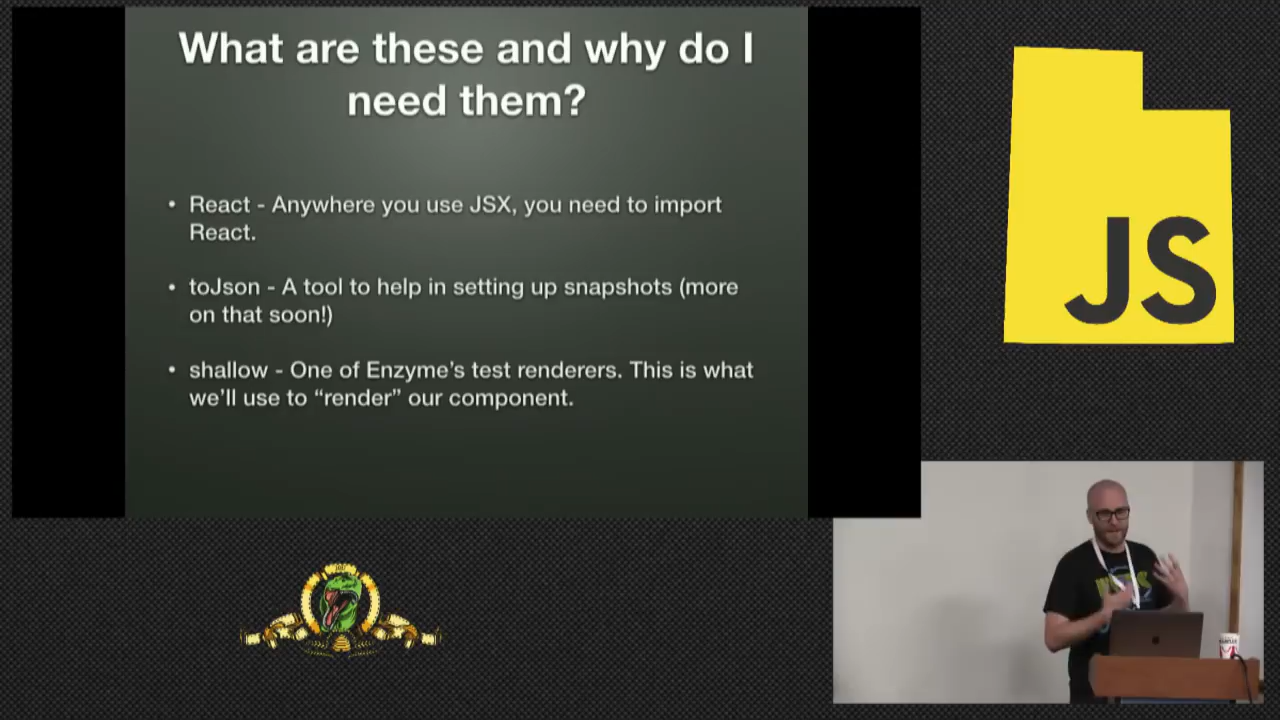 What are these and why do I
need them?
• React - Anywhere you use JSX, you need to import
React.
• toJson - A tool to help in setting up snapshots (more
on that soon!)
• shallow - One of Enzyme’s test renderers. This is what
we’ll use to “render” our component.
JS